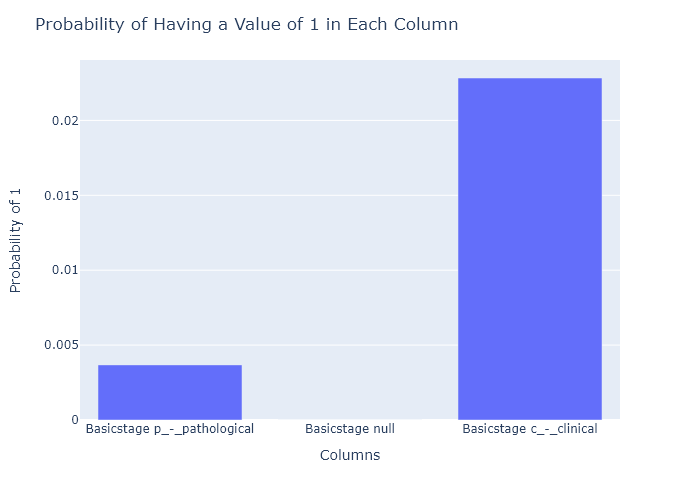 Probability of Having a Value of 1 in Each Column
Probability of 1
0.02
0.015
0.01
0.005
0
Basicstage p_-_pathological
Basicstage null
Basicstage c_-_clinical
Columns